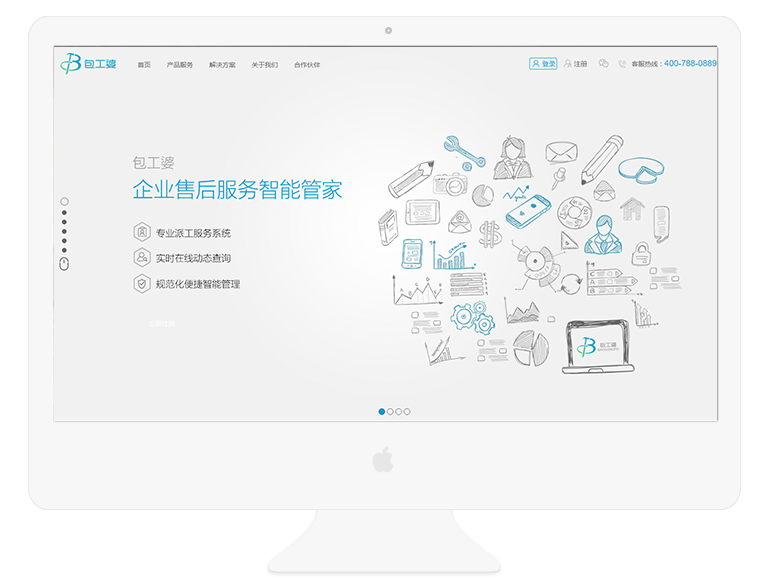 包工婆
首页 产品服务 解决方案 关于我们 合作伙伴
登录 注册 客服热线：400-788-0889
包工婆
企业售后服务智能管家
专业派工服务系统
实时在线动态查询
规范化便捷智能管理
包工婆